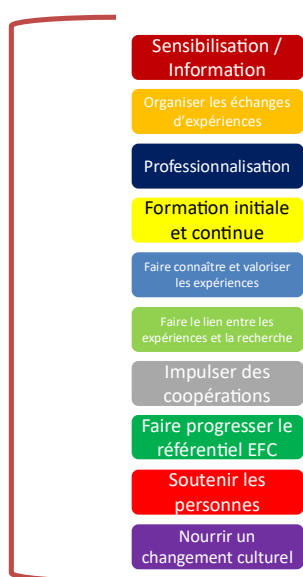 Sensibilisation /
Information
Organiser les échanges
d'expériences
Professionnalisation
Formation initiale
et continue
Faire connaître et valoriser
les expériences
Faire le lien entre les
expériences et la recherche
Impulser des
coopérations
Faire progresser le
référentiel EFC
Soutenir les
personnes
Nourrir un
changement culturel